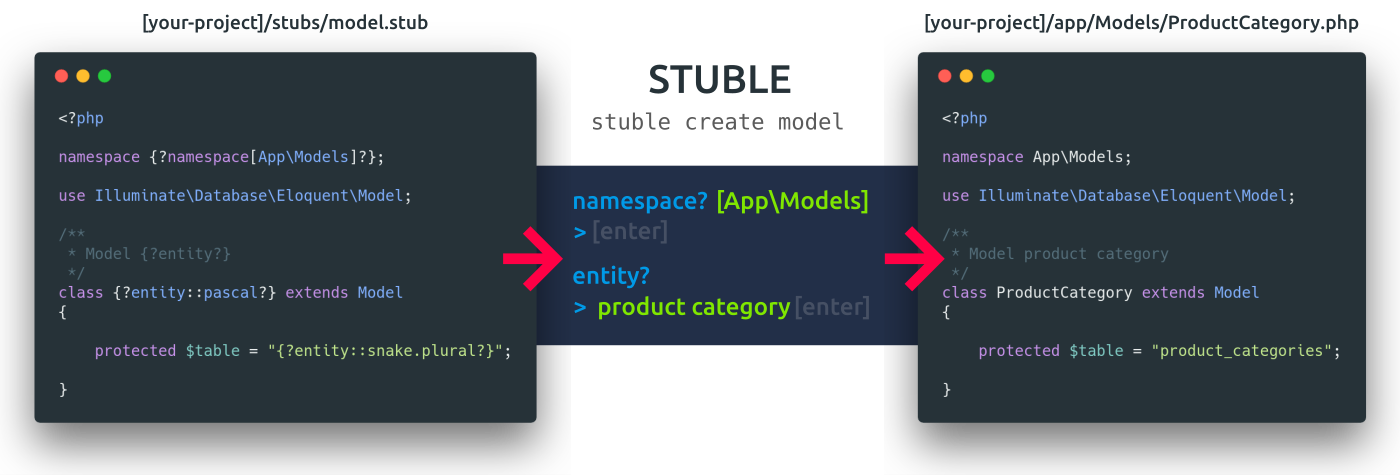 [your-project]/stubs/model.stub
<?php
namespace {?namespace[App\Models]?};
use Illuminate\Database\Eloquent\Model;
/**
 * Model {?entity?}
 */
class {?entity::pascal?} extends Model
{
    protected $table = "{?entity::snake.plural?}";
}
STUBLE
stuble create model
namespace? [App\Models]
> [enter]
entity?
> product category [enter]
[your-project]/app/Models/ProductCategory.php
<?php
namespace App\Models;
use Illuminate\Database\Eloquent\Model;
/**
 * Model product category
 */
class ProductCategory extends Model
{
    protected $table = "product_categories";
}